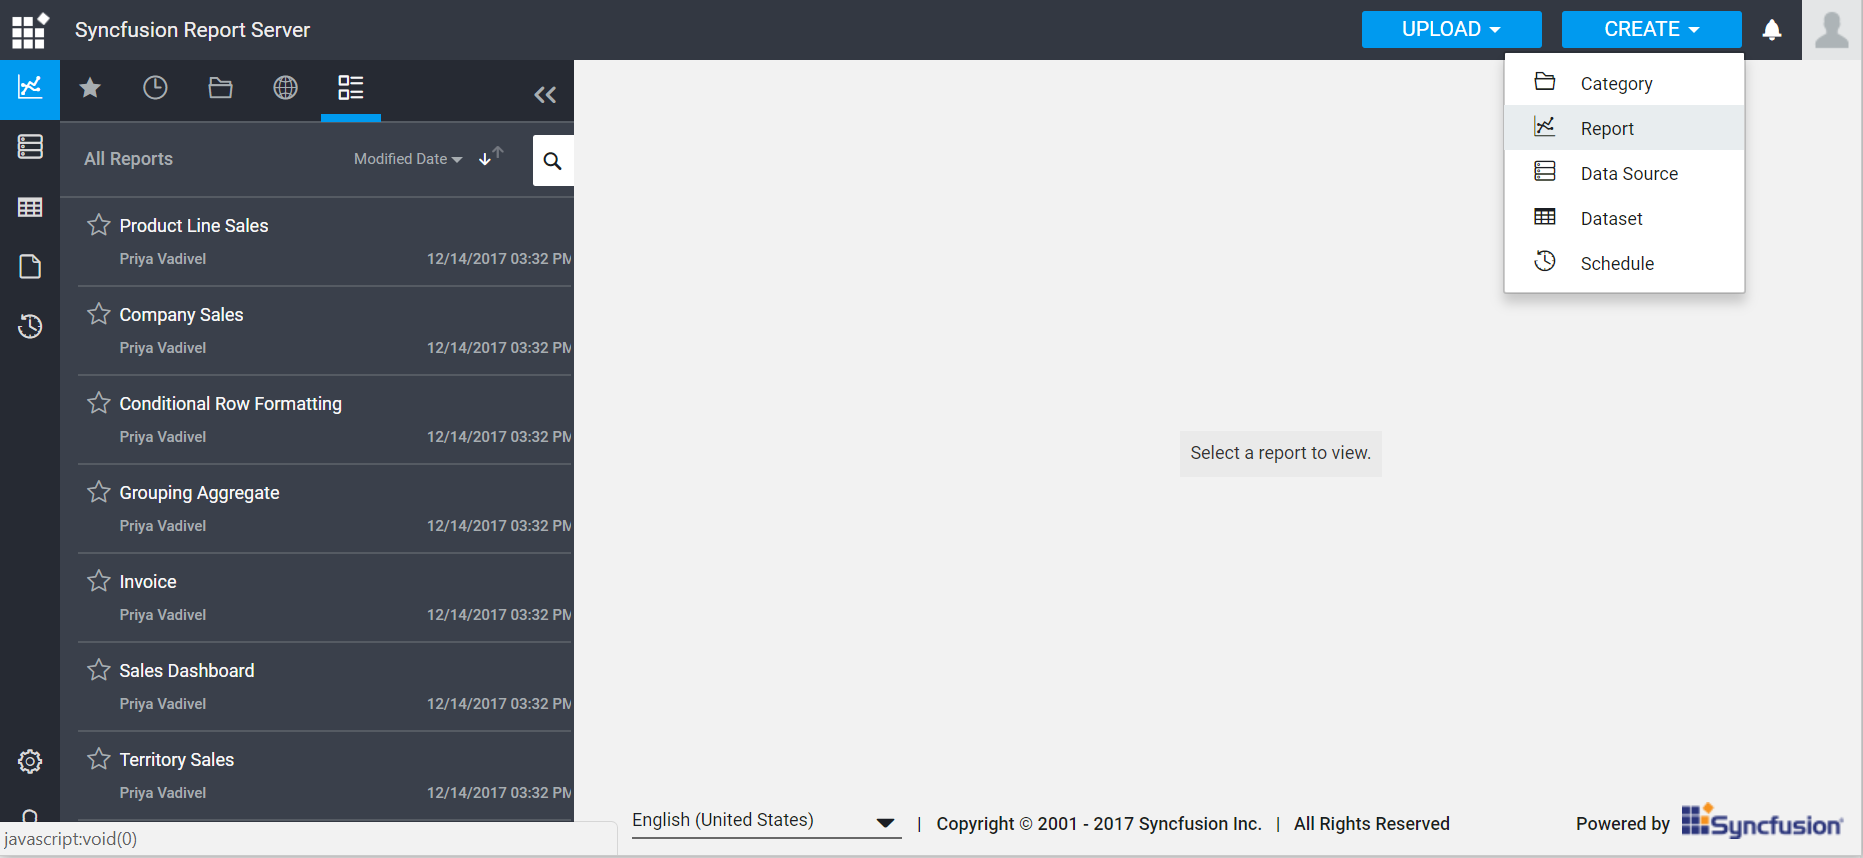 Syncfusion Report Server
UPLOAD
CREATE
Category
Report
Data Source
Dataset
Schedule
All Reports
Modified Date
Product Line Sales
Priya Vadivel
12/14/2017 03:32 PM
Company Sales
Priya Vadivel
12/14/2017 03:32 PM
Conditional Row Formatting
Priya Vadivel
12/14/2017 03:32 PM
Grouping Aggregate
Priya Vadivel
12/14/2017 03:32 PM
Invoice
Priya Vadivel
12/14/2017 03:32 PM
Sales Dashboard
Priya Vadivel
12/14/2017 03:32 PM
Territory Sales
Priya Vadivel
12/14/2017 03:32 PM
Select a report to view.
English (United States)
| Copyright © 2001 - 2017 Syncfusion Inc. | All Rights Reserved
Powered by Syncfusion
javascript:void(0)